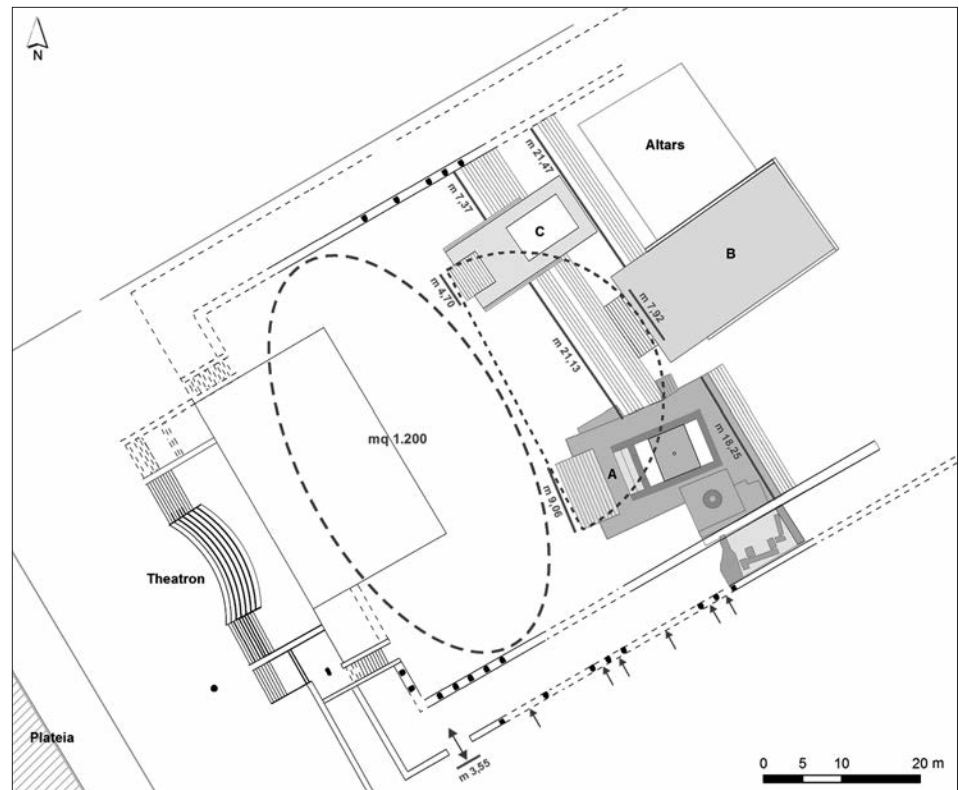 N
Altars
m 21,47
m 7,37
C
B
m 4,70
m 7,92
m 21,13
mq 1.200
A
m 18,25
m 9,06
Theatron
Plateia
m 3,55
0 5 10 20 m